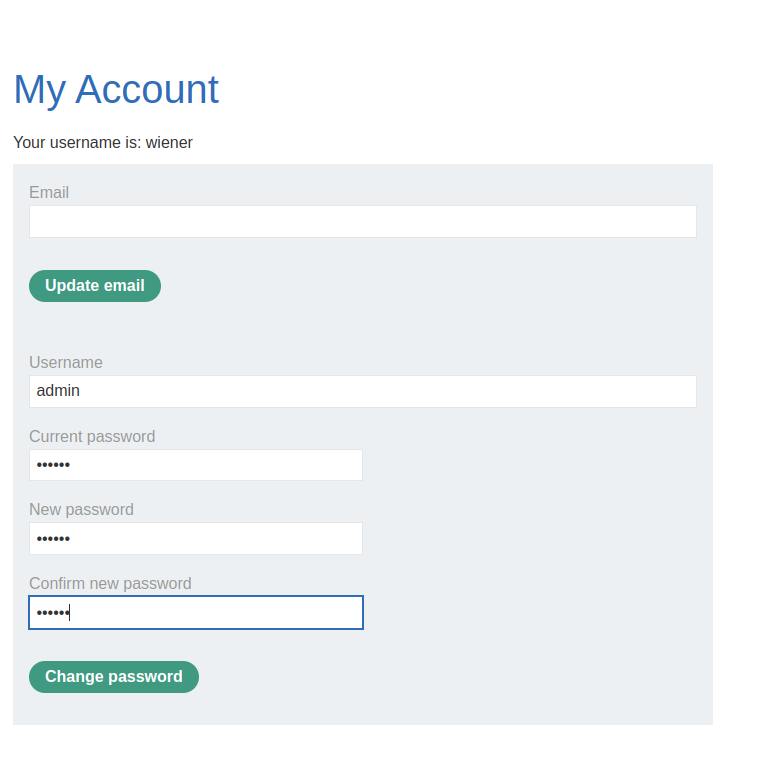 My Account
Your username is: wiener
Email
Update email
Username
admin
Current password
••••••
New password
••••••
Confirm new password
••••••
Change password